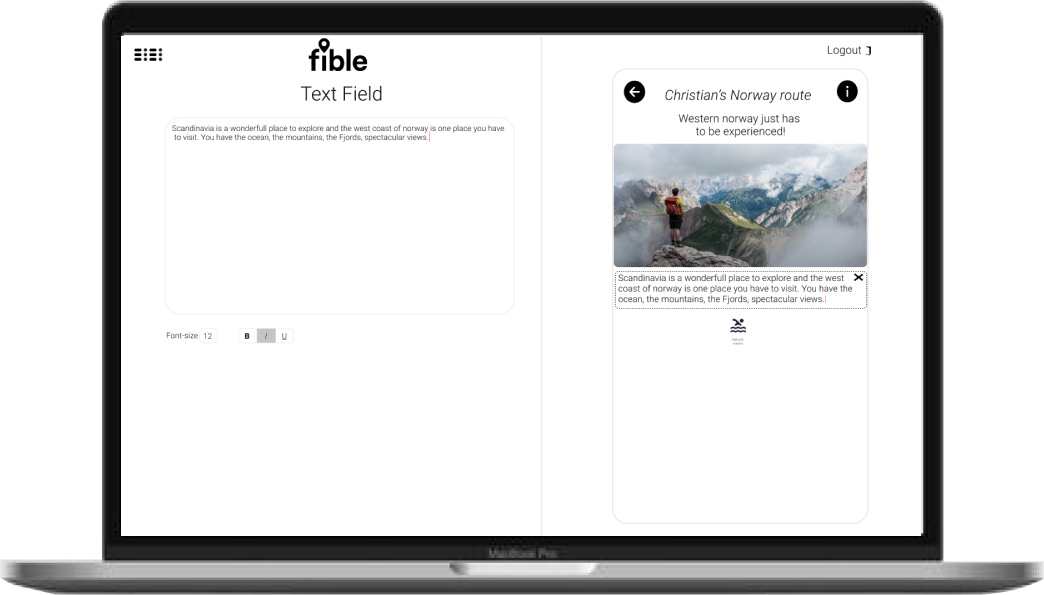 fible
Text Field
Scandinavia is a wonderfull place to explore and the west coast of norway is one place you have
to visit. You have the ocean, the mountains, the Fjords, spectacular views.
Font-size 12
B i U
Logout
Christian's Norway route
Western norway just has
to be experienced!
Scandinavia is a wonderfull place to explore and the west
coast of norway is one place you have to visit. You have the
ocean, the mountains, the Fjords, spectacular views.
MacBook Pro